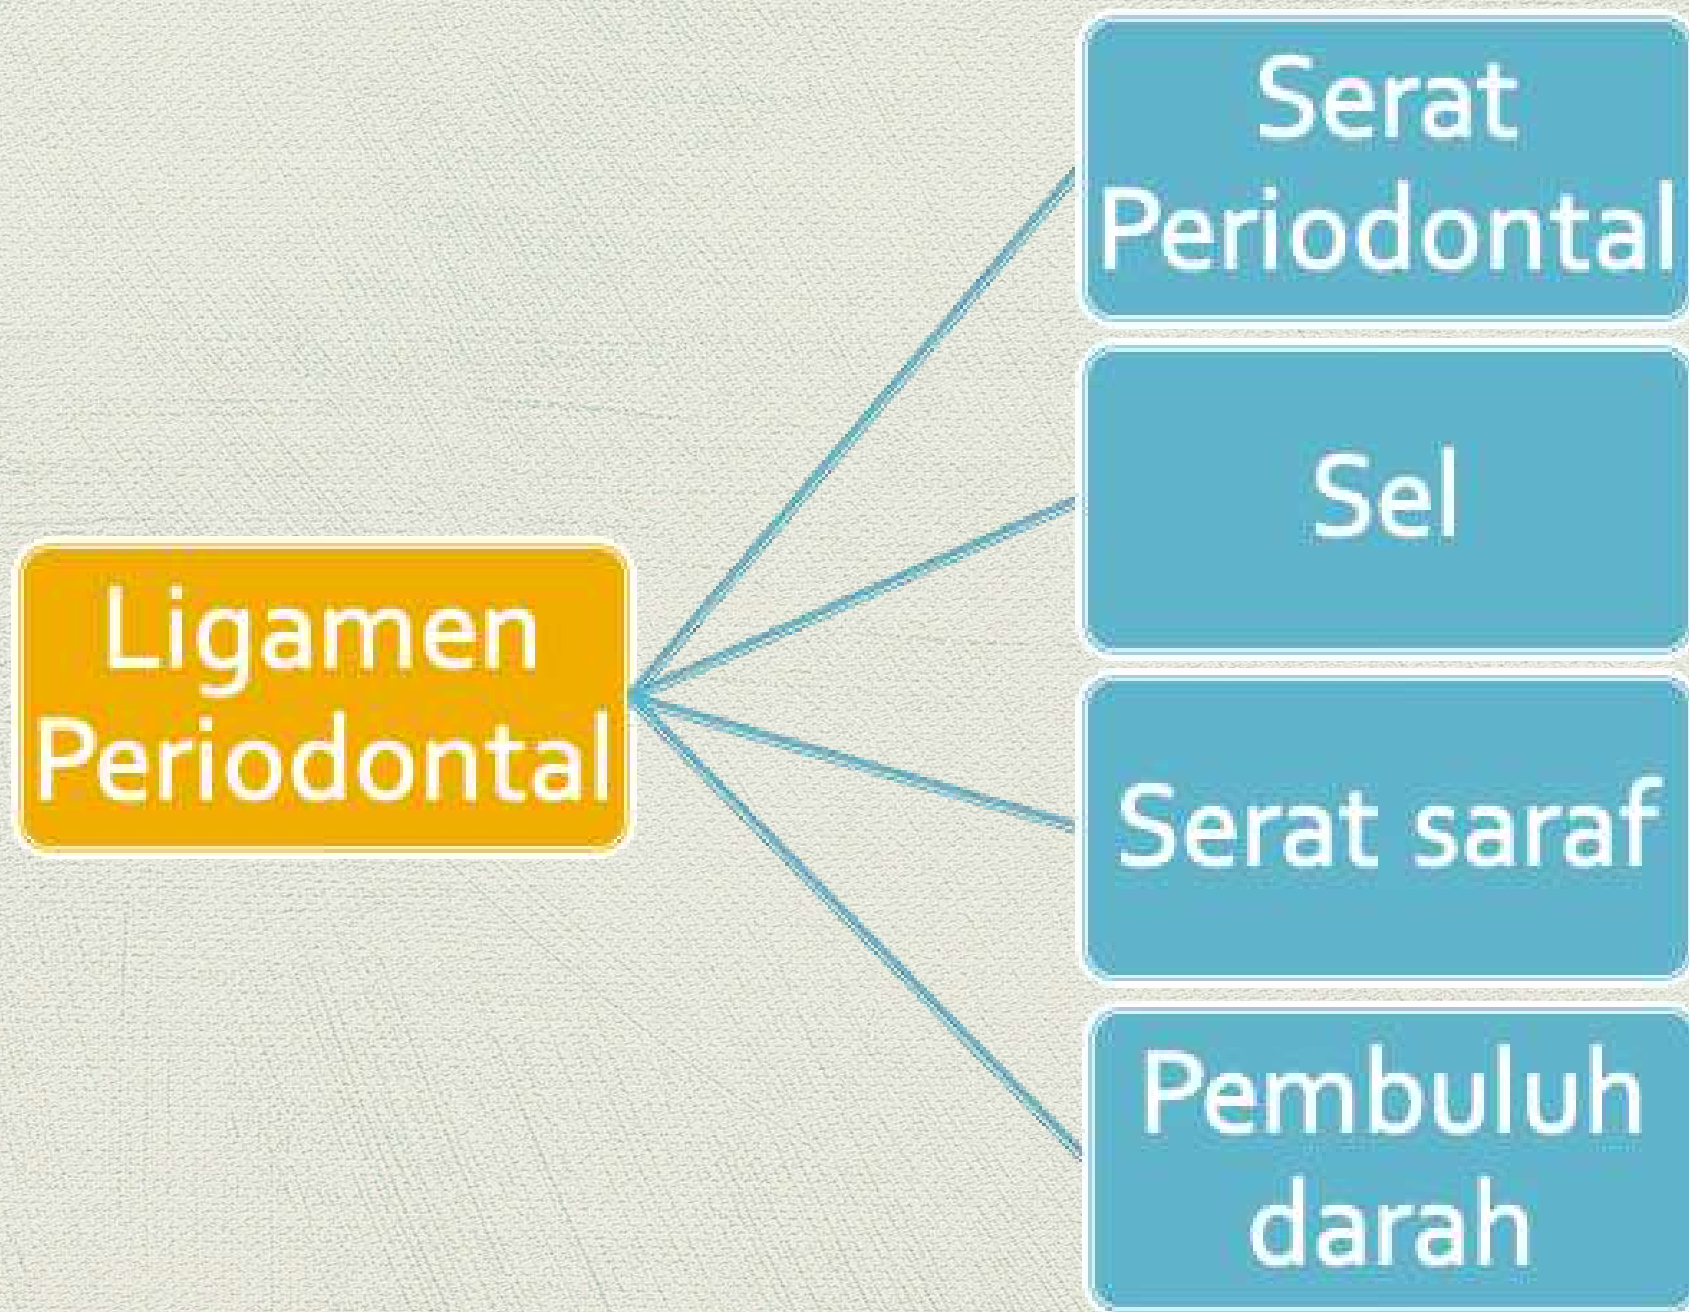 Serat
Periodontal
Sel
Ligamen
Periodontal
Serat saraf
Pembuluh
darah